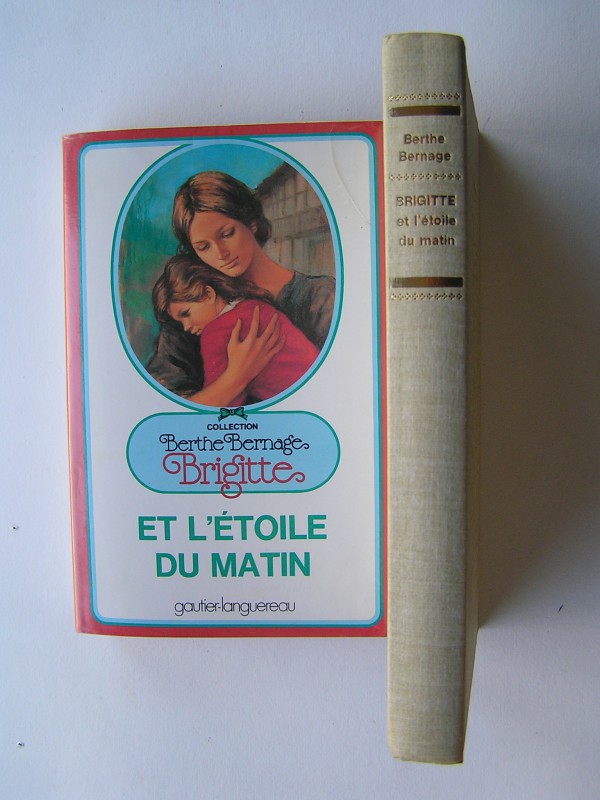 COLLECTION
Berthe Bernage
Brigitte
ET L'ÉTOILE
DU MATIN
gautier-languereau
Berthe
Bernage
BRIGITTE
et l'étoile
du matin